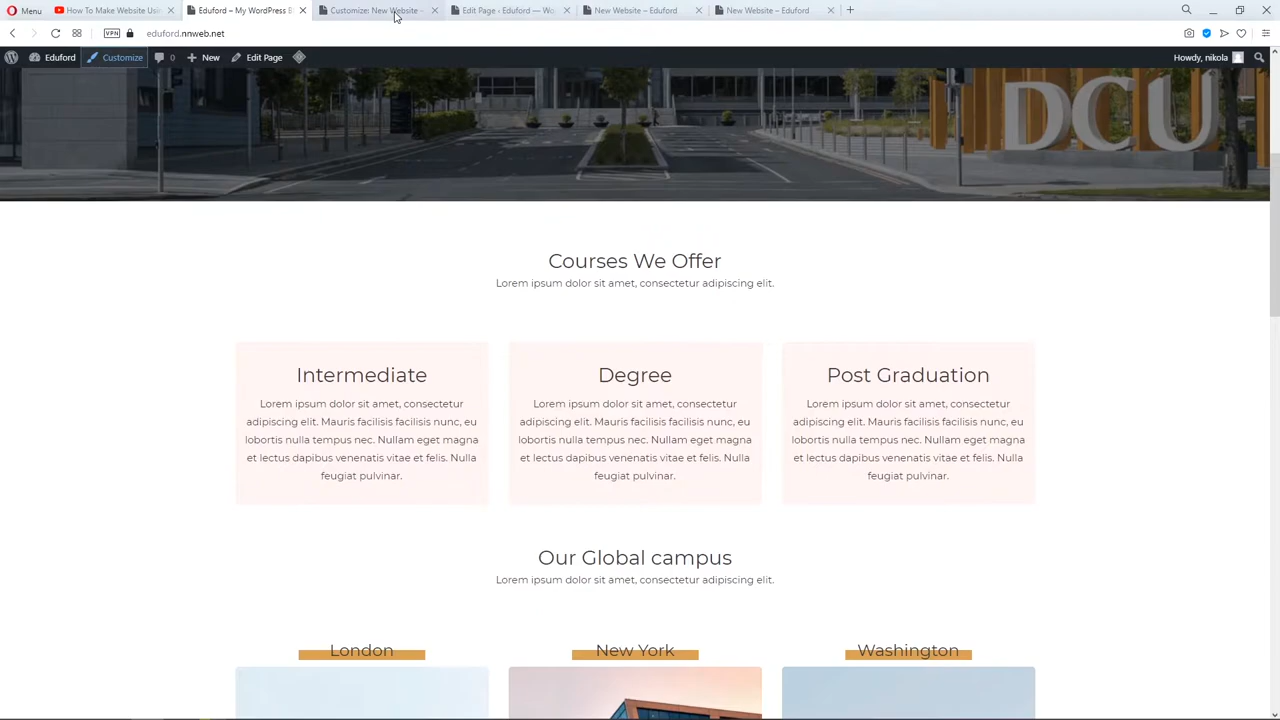 Menu
How To Make Website Usi
Eduford – My WordPress B
Customize: New Website –
Edit Page ‹ Eduford — Wo
New Website – Eduford
New Website – Eduford
VPN
eduford.nnweb.net
Eduford
Customize
0
New
Edit Page
Howdy, nikola
DCU
Courses We Offer
Lorem ipsum dolor sit amet, consectetur adipiscing elit.
Intermediate
Lorem ipsum dolor sit amet, consectetur
adipiscing elit. Mauris facilisis facilisis nunc, eu
lobortis nulla tempus nec. Nullam eget magna
et lectus dapibus venenatis vitae et felis. Nulla
feugiat pulvinar.
Degree
Lorem ipsum dolor sit amet, consectetur
adipiscing elit. Mauris facilisis facilisis nunc, eu
lobortis nulla tempus nec. Nullam eget magna
et lectus dapibus venenatis vitae et felis. Nulla
feugiat pulvinar.
Post Graduation
Lorem ipsum dolor sit amet, consectetur
adipiscing elit. Mauris facilisis facilisis nunc, eu
lobortis nulla tempus nec. Nullam eget magna
et lectus dapibus venenatis vitae et felis. Nulla
feugiat pulvinar.
Our Global campus
Lorem ipsum dolor sit amet, consectetur adipiscing elit.
London
New York
Washington